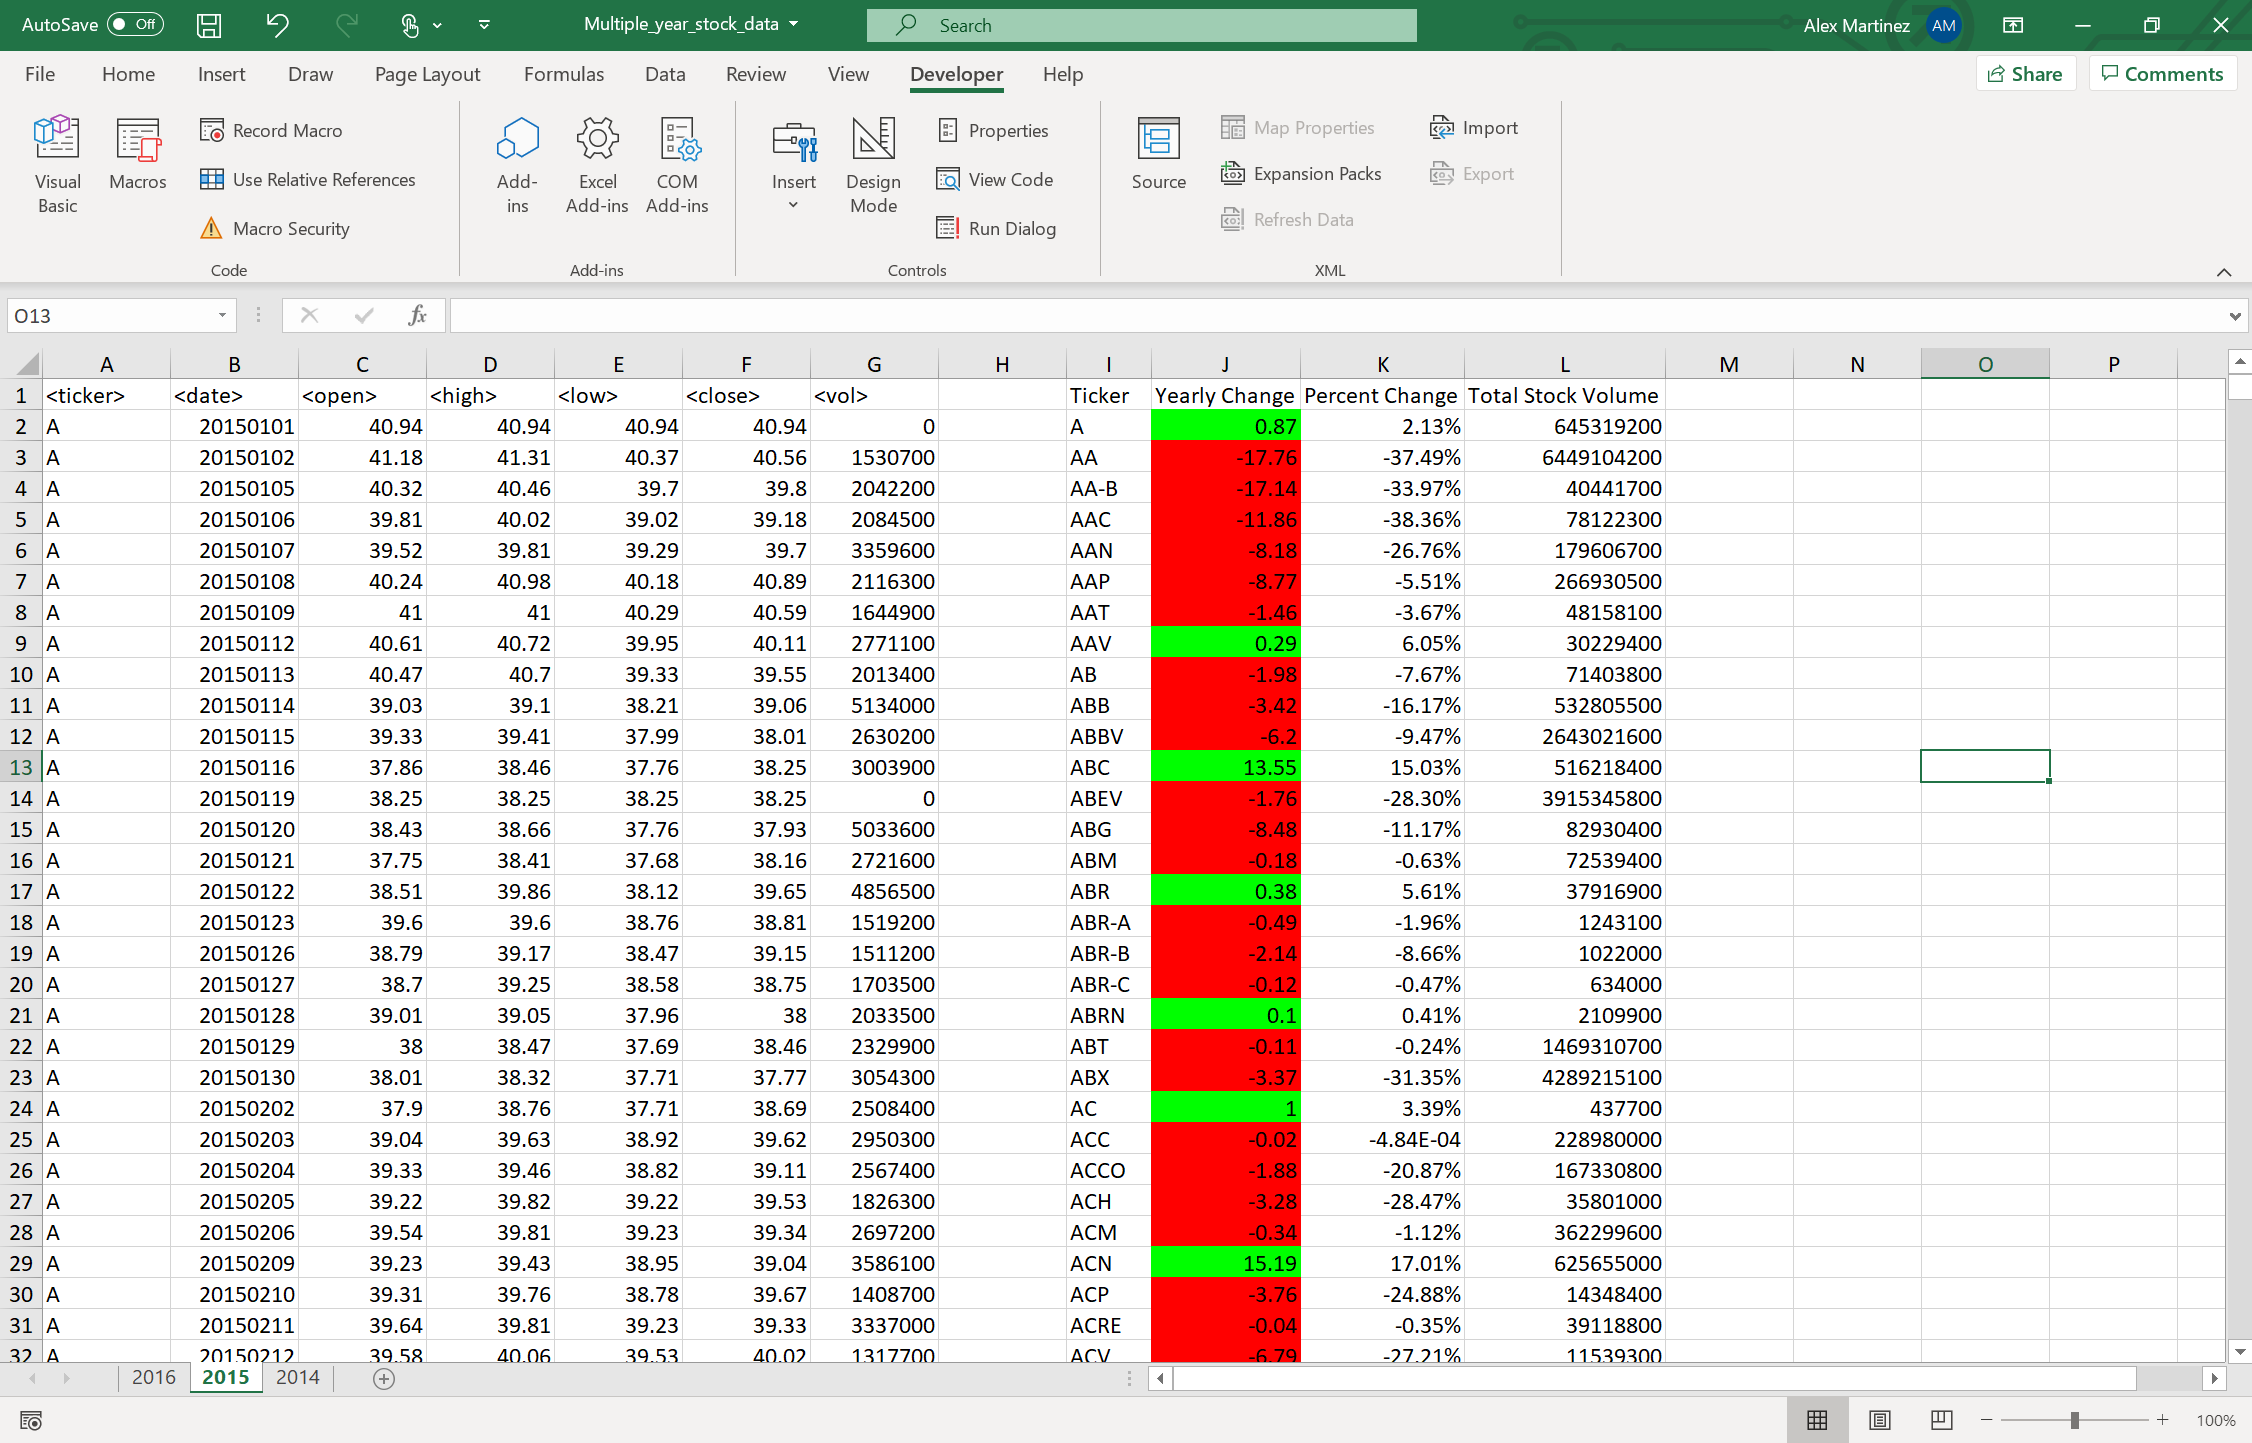 AutoSave Off Multiple_year_stock_data Search Alex Martinez AM
File Home Insert Draw Page Layout Formulas Data Review View Developer Help Share Comments
Visual Basic Macros Record Macro Use Relative References Macro Security
Add-ins Excel Add-ins COM Add-ins
Insert Design Mode Properties View Code Run Dialog
Source Map Properties Expansion Packs Refresh Data Import Export
Code Add-ins Controls XML
O13 fx
A B C D E F G H I J K L M N O P
1 <ticker> <date> <open> <high> <low> <close> <vol> Ticker Yearly Change Percent Change Total Stock Volume
2 A 20150101 40.94 40.94 40.94 40.94 0 A 0.87 2.13% 645319200
3 A 20150102 41.18 41.31 40.37 40.56 1530700 AA -17.76 -37.49% 6449104200
4 A 20150105 40.32 40.46 39.7 39.8 2042200 AA-B -17.14 -33.97% 40441700
5 A 20150106 39.81 40.02 39.02 39.18 2084500 AAC -11.86 -38.36% 78122300
6 A 20150107 39.52 39.81 39.29 39.7 3359600 AAN -8.18 -26.76% 179606700
7 A 20150108 40.24 40.98 40.18 40.89 2116300 AAP -8.77 -5.51% 266930500
8 A 20150109 41 41 40.29 40.59 1644900 AAT -1.46 -3.67% 48158100
9 A 20150112 40.61 40.72 39.95 40.11 2771100 AAV 0.29 6.05% 30229400
10 A 20150113 40.47 40.7 39.33 39.55 2013400 AB -1.98 -7.67% 71403800
11 A 20150114 39.03 39.1 38.21 39.06 5134000 ABB -3.42 -16.17% 532805500
12 A 20150115 39.33 39.41 37.99 38.01 2630200 ABBV -6.2 -9.47% 2643021600
13 A 20150116 37.86 38.46 37.76 38.25 3003900 ABC 13.55 15.03% 516218400
14 A 20150119 38.25 38.25 38.25 38.25 0 ABEV -1.76 -28.30% 3915345800
15 A 20150120 38.43 38.66 37.76 37.93 5033600 ABG -8.48 -11.17% 82930400
16 A 20150121 37.75 38.41 37.68 38.16 2721600 ABM -0.18 -0.63% 72539400
17 A 20150122 38.51 39.86 38.12 39.65 4856500 ABR 0.38 5.61% 37916900
18 A 20150123 39.6 39.6 38.76 38.81 1519200 ABR-A -0.49 -1.96% 1243100
19 A 20150126 38.79 39.17 38.47 39.15 1511200 ABR-B -2.14 -8.66% 1022000
20 A 20150127 38.7 39.25 38.58 38.75 1703500 ABR-C -0.12 -0.47% 634000
21 A 20150128 39.01 39.05 37.96 38 2033500 ABRN 0.1 0.41% 2109900
22 A 20150129 38 38.47 37.69 38.46 2329900 ABT -0.11 -0.24% 1469310700
23 A 20150130 38.01 38.32 37.71 37.77 3054300 ABX -3.37 -31.35% 4289215100
24 A 20150202 37.9 38.76 37.71 38.69 2508400 AC 1 3.39% 437700
25 A 20150203 39.04 39.63 38.92 39.62 2950300 ACC -0.02 -4.84E-04 228980000
26 A 20150204 39.33 39.46 38.82 39.11 2567400 ACCO -1.88 -20.87% 167330800
27 A 20150205 39.22 39.82 39.22 39.53 1826300 ACH -3.28 -28.47% 35801000
28 A 20150206 39.54 39.81 39.23 39.34 2697200 ACM -0.34 -1.12% 362299600
29 A 20150209 39.23 39.43 38.95 39.04 3586100 ACN 15.19 17.01% 625655000
30 A 20150210 39.31 39.76 38.78 39.67 1408700 ACP -3.76 -24.88% 14348400
31 A 20150211 39.64 39.81 39.23 39.33 3337000 ACRE -0.04 -0.35% 39118800
32 A 20150212 39.58 40.06 39.53 40.02 1317700 ACV -6.79 -27.21% 11539300
2016 2015 2014
100%